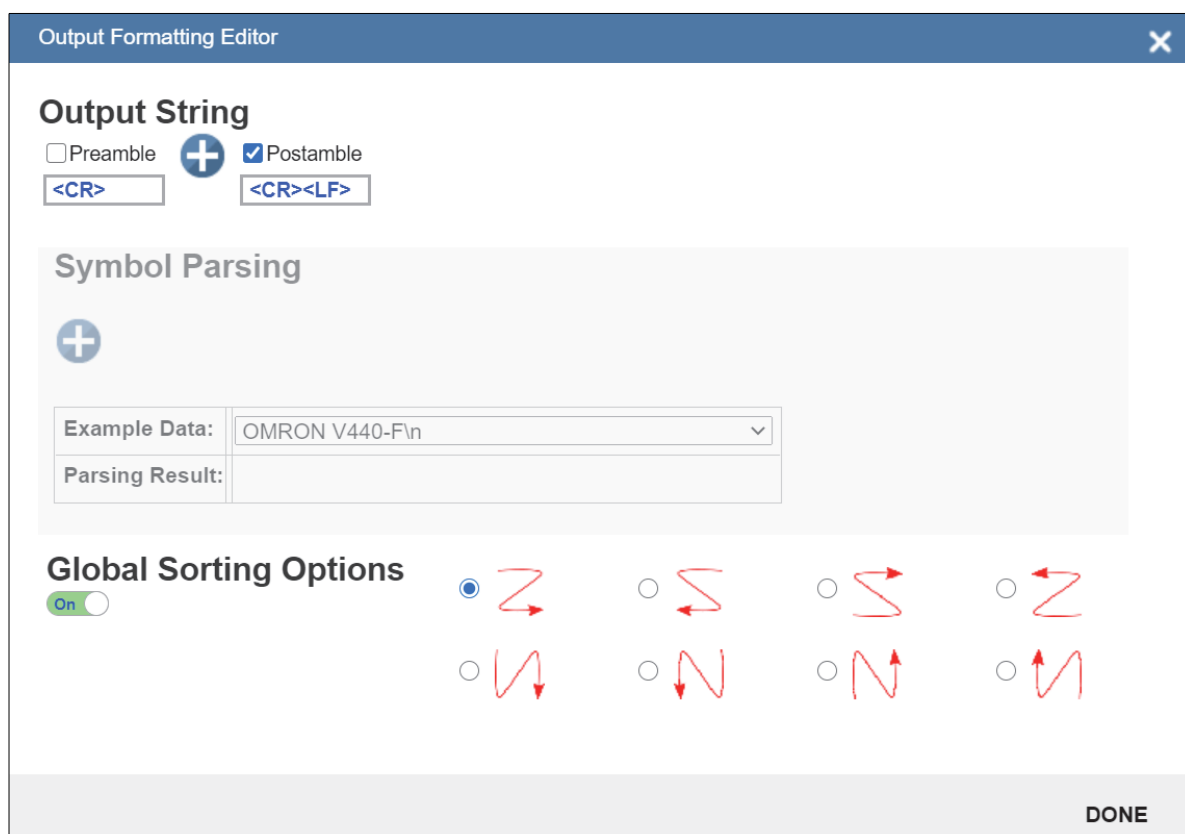 Output Formatting Editor
Output String
Preamble
Postamble
<CR>
<CR><LF>
Symbol Parsing
Example Data:
OMRON V440-F\n
Parsing Result:
Global Sorting Options
On
DONE